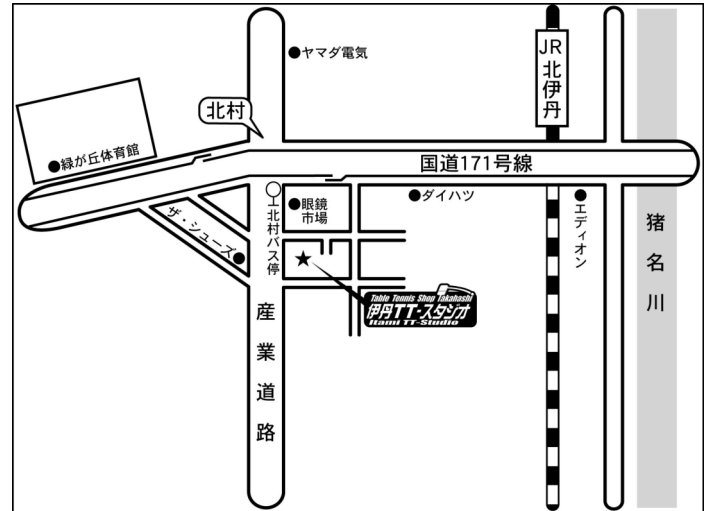 ●ヤマダ電気
JR北伊丹
北村
●緑が丘体育館
国道171号線
●眼鏡
市場
●ダイハツ
●エディオン
北村バス停
ザ・シューズ●
猪名川
★
Table Tennis Shop Takahashi
伊丹TT-スタジオ
Itami TT-Studio
産業道路